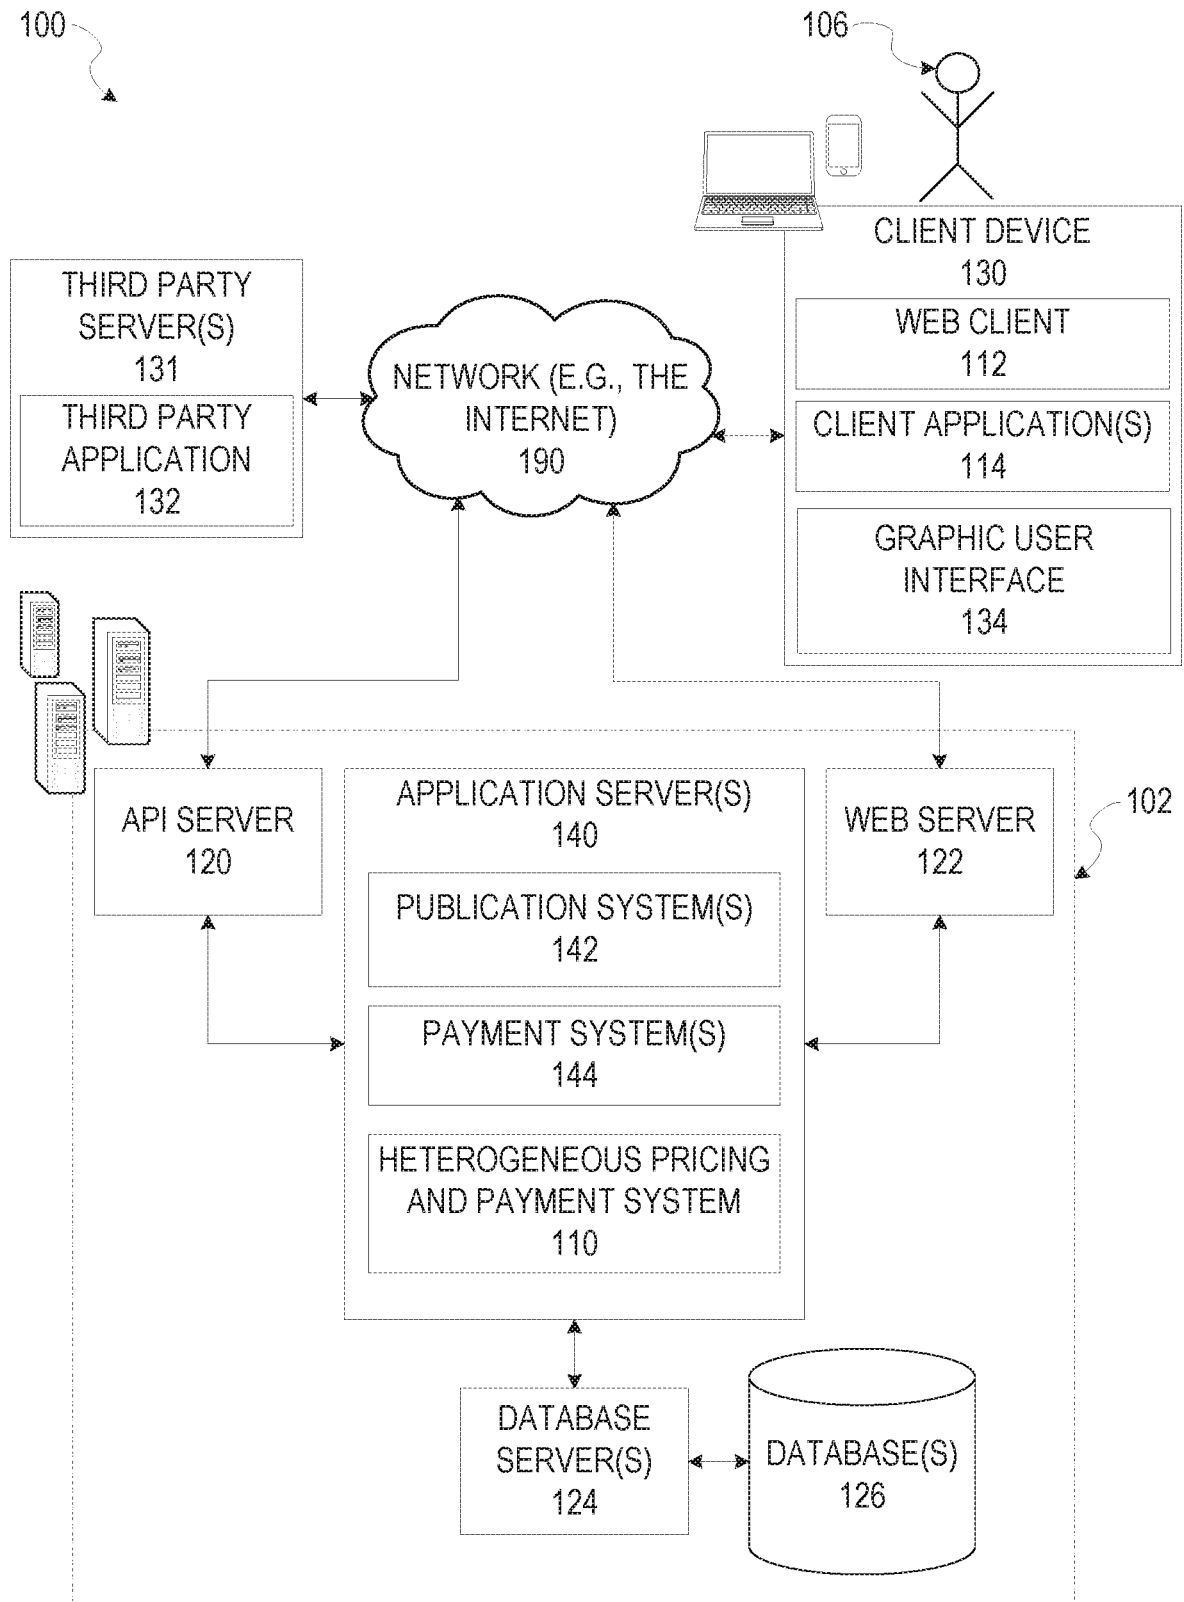 100
106
CLIENT DEVICE
130
WEB CLIENT
112
CLIENT APPLICATION(S)
114
GRAPHIC USER
INTERFACE
134
THIRD PARTY
SERVER(S)
131
THIRD PARTY
APPLICATION
132
NETWORK (E.G., THE
INTERNET)
190
API SERVER
120
APPLICATION SERVER(S)
140
PUBLICATION SYSTEM(S)
142
PAYMENT SYSTEM(S)
144
HETEROGENEOUS PRICING
AND PAYMENT SYSTEM
110
WEB SERVER
122
102
DATABASE
SERVER(S)
124
DATABASE(S)
126